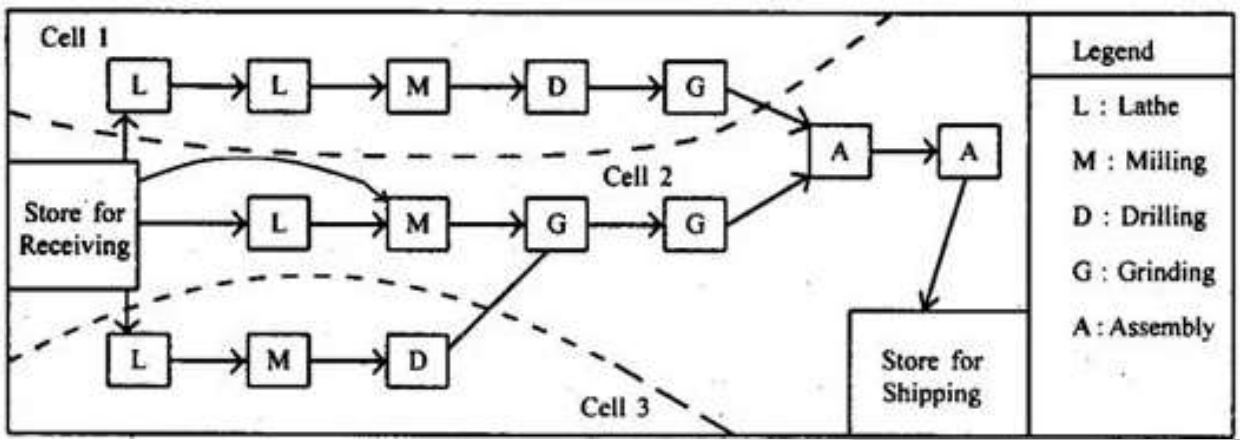 Cell 1
L
L
M
D
G
A
A
Cell 2
Store for
Receiving
L
M
G
G
L
M
D
Cell 3
Store for
Shipping
Legend
L : Lathe
M : Milling
D : Drilling
G : Grinding
A : Assembly